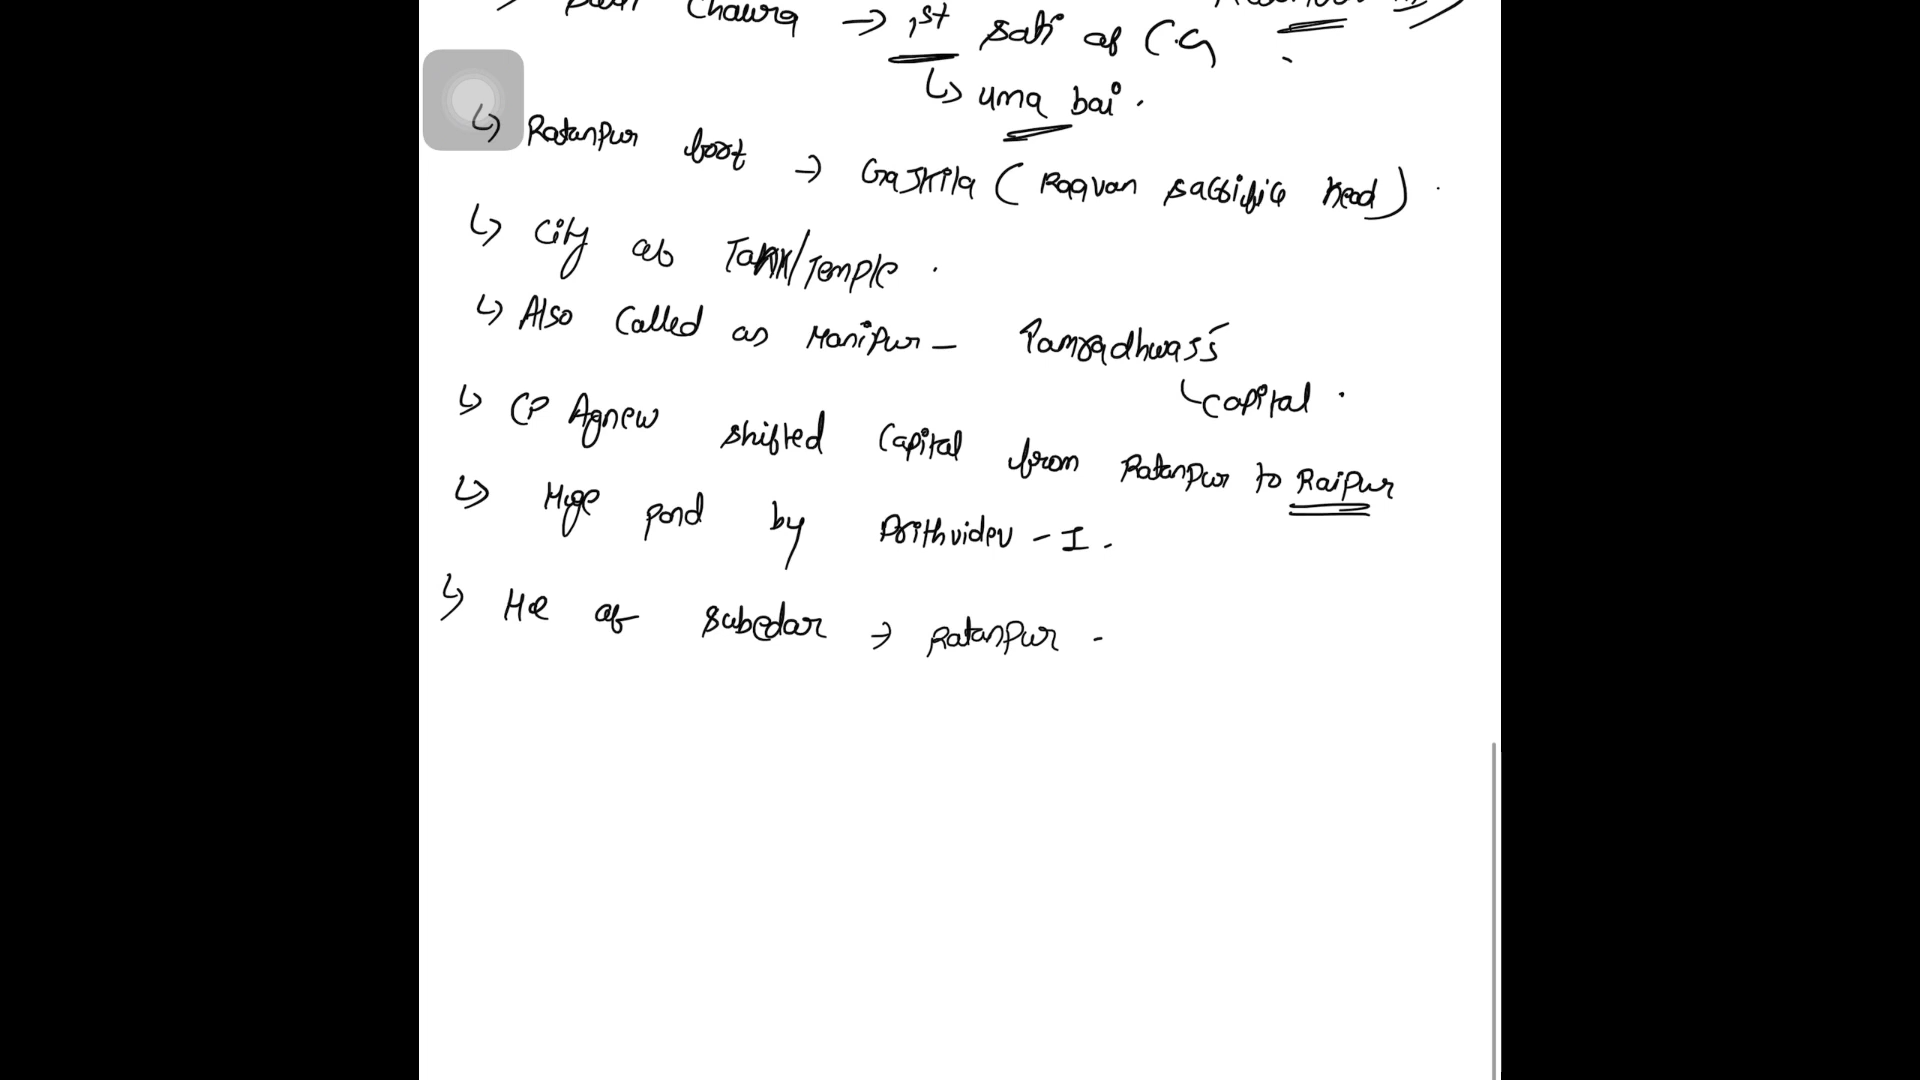 Chaura → 1st sati of C.G
↳ Uma bai.
↳ Ratanpur fort → Gajkila (Raavan sacrifice head).
↳ City of Tank/Temple.
↳ Also called as Manipur - Tamradhwaj's
↳ capital.
↳ CP Agnew shifted capital from Ratanpur to Raipur
↳ Huge pond by Prithvidev - I.
↳ HQ of Subedar → Ratanpur.